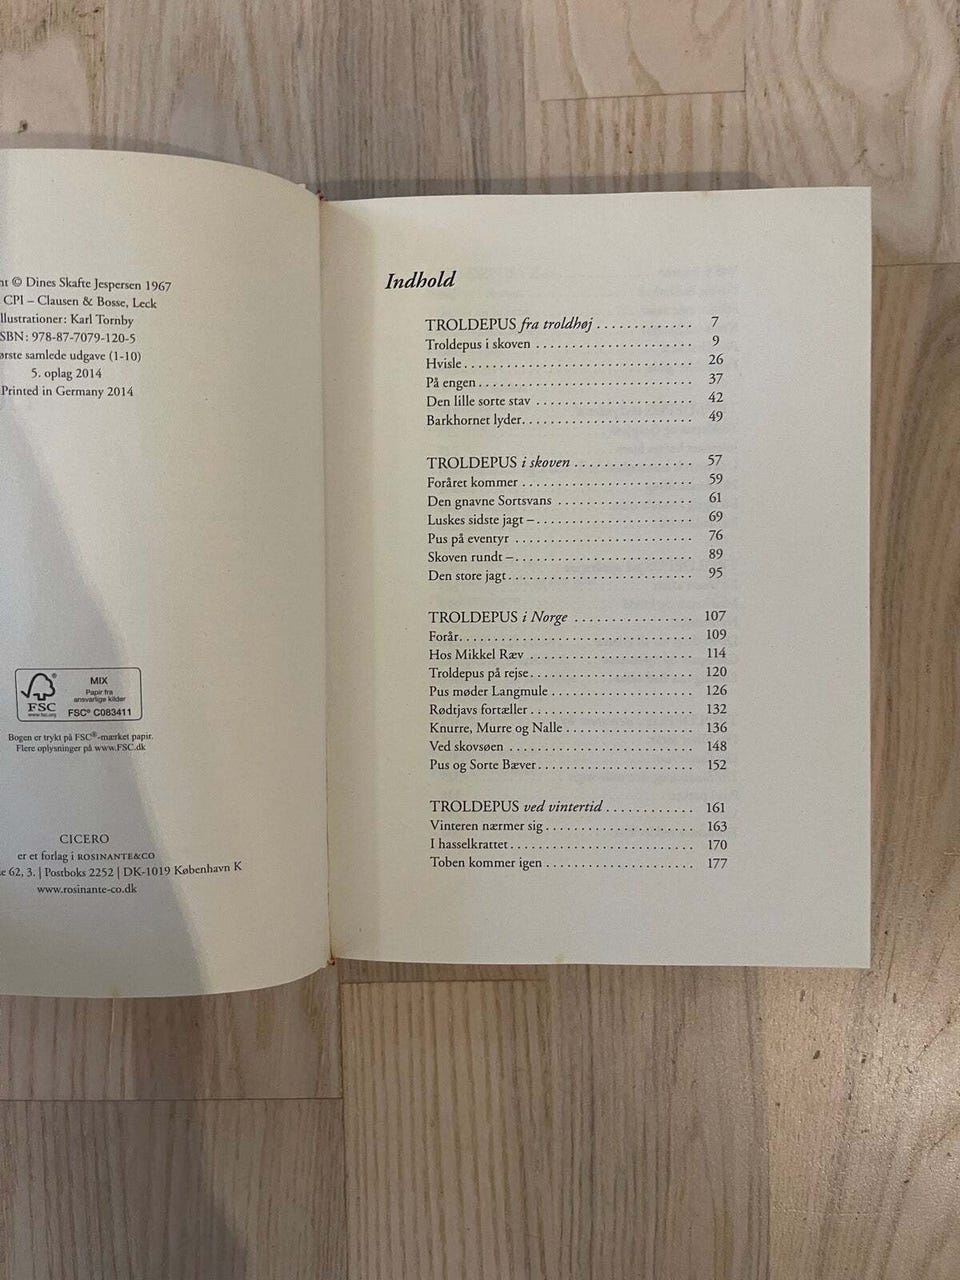 © Dines Skafte Jespersen 1967
CPI – Clausen & Bosse, Leck
Karl Tornby
978-87-7079-120-5
samlede udgave (1-10)
5. oplag 2014
Printed in Germany 2014
FSC
www.fsc.org
MIX
Papir fra
ansvarlige kilder
FSC® C083411
Bogen er trykt på FSC®-mærket papir.
Flere oplysninger på www.FSC.dk
CICERO
er et forlag i ROSINANTE&CO
62, 3. | Postboks 2252 | DK-1019 København K
www.rosinante-co.dk
Indhold
TROLDEPUS fra troldhøj . . . . . . . . . . . . . 7
Troldepus i skoven . . . . . . . . . . . . . . . . . . . . . . 9
Hvisle . . . . . . . . . . . . . . . . . . . . . . . . . . . . . . . 26
På engen . . . . . . . . . . . . . . . . . . . . . . . . . . . . . 37
Den lille sorte stav . . . . . . . . . . . . . . . . . . . . . . 42
Barkhornet lyder. . . . . . . . . . . . . . . . . . . . . . . . 49
TROLDEPUS i skoven . . . . . . . . . . . . . . . . 57
Foråret kommer . . . . . . . . . . . . . . . . . . . . . . . . 59
Den gnavne Sortsvans . . . . . . . . . . . . . . . . . . . 61
Luskes sidste jagt – . . . . . . . . . . . . . . . . . . . . . . 69
Pus på eventyr . . . . . . . . . . . . . . . . . . . . . . . . . 76
Skoven rundt – . . . . . . . . . . . . . . . . . . . . . . . . . 89
Den store jagt . . . . . . . . . . . . . . . . . . . . . . . . . . 95
TROLDEPUS i Norge . . . . . . . . . . . . . . . . 107
Forår. . . . . . . . . . . . . . . . . . . . . . . . . . . . . . . . 109
Hos Mikkel Ræv . . . . . . . . . . . . . . . . . . . . . . . 114
Troldepus på rejse . . . . . . . . . . . . . . . . . . . . . . . 120
Pus møder Langmule . . . . . . . . . . . . . . . . . . . . 126
Rødtjavs fortæller . . . . . . . . . . . . . . . . . . . . . . . 132
Knurre, Murre og Nalle . . . . . . . . . . . . . . . . . . 136
Ved skovsøen . . . . . . . . . . . . . . . . . . . . . . . . . . 148
Pus og Sorte Bæver . . . . . . . . . . . . . . . . . . . . . . 152
TROLDEPUS ved vintertid . . . . . . . . . . . . 161
Vinteren nærmer sig . . . . . . . . . . . . . . . . . . . . . 163
I hasselkrattet . . . . . . . . . . . . . . . . . . . . . . . . . . 170
Toben kommer igen . . . . . . . . . . . . . . . . . . . . . 177